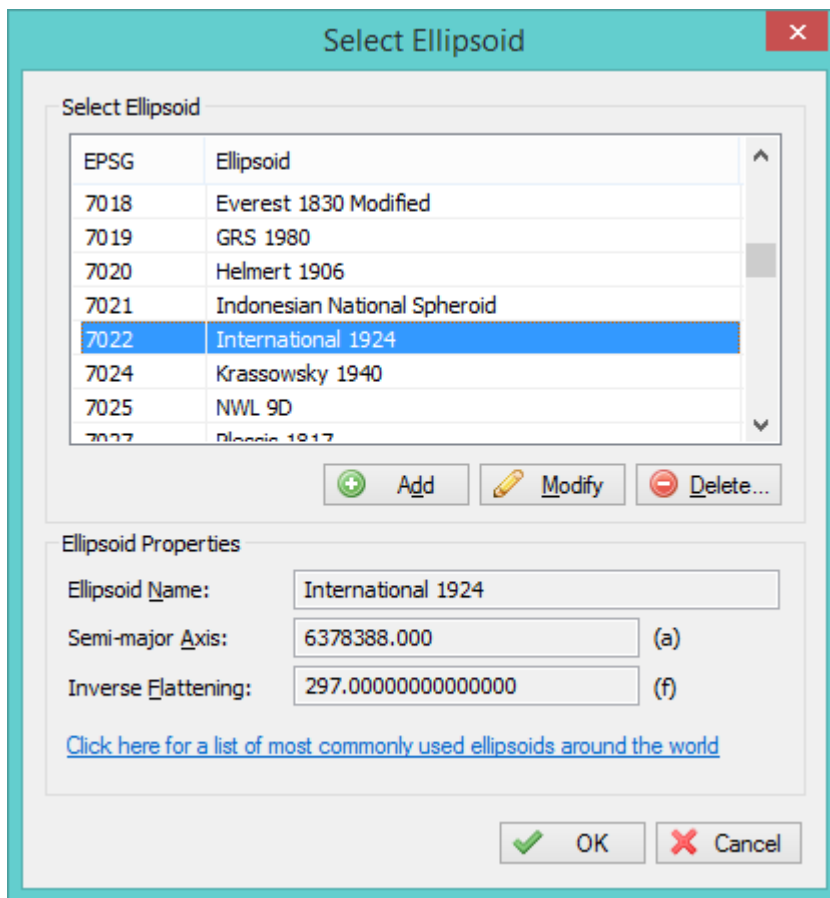 Select Ellipsoid
Select Ellipsoid
EPSG Ellipsoid
7018 Everest 1830 Modified
7019 GRS 1980
7020 Helmert 1906
7021 Indonesian National Spheroid
7022 International 1924
7024 Krassowsky 1940
7025 NWL 9D
7027 Plessis 1817
Add Modify Delete...
Ellipsoid Properties
Ellipsoid Name: International 1924
Semi-major Axis: 6378388.000 (a)
Inverse Flattening: 297.00000000000000 (f)
Click here for a list of most commonly used ellipsoids around the world
OK Cancel